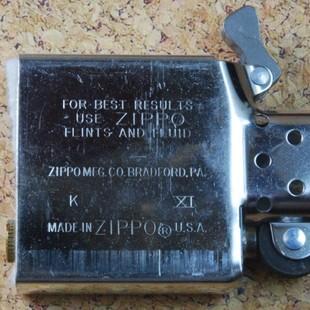 FOR BEST RESULTS
USE ZIPPO
FLINTS AND FLUID
ZIPPO MFG. CO. BRADFORD, PA.
K XI
MADE IN ZIPPO® U.S.A.